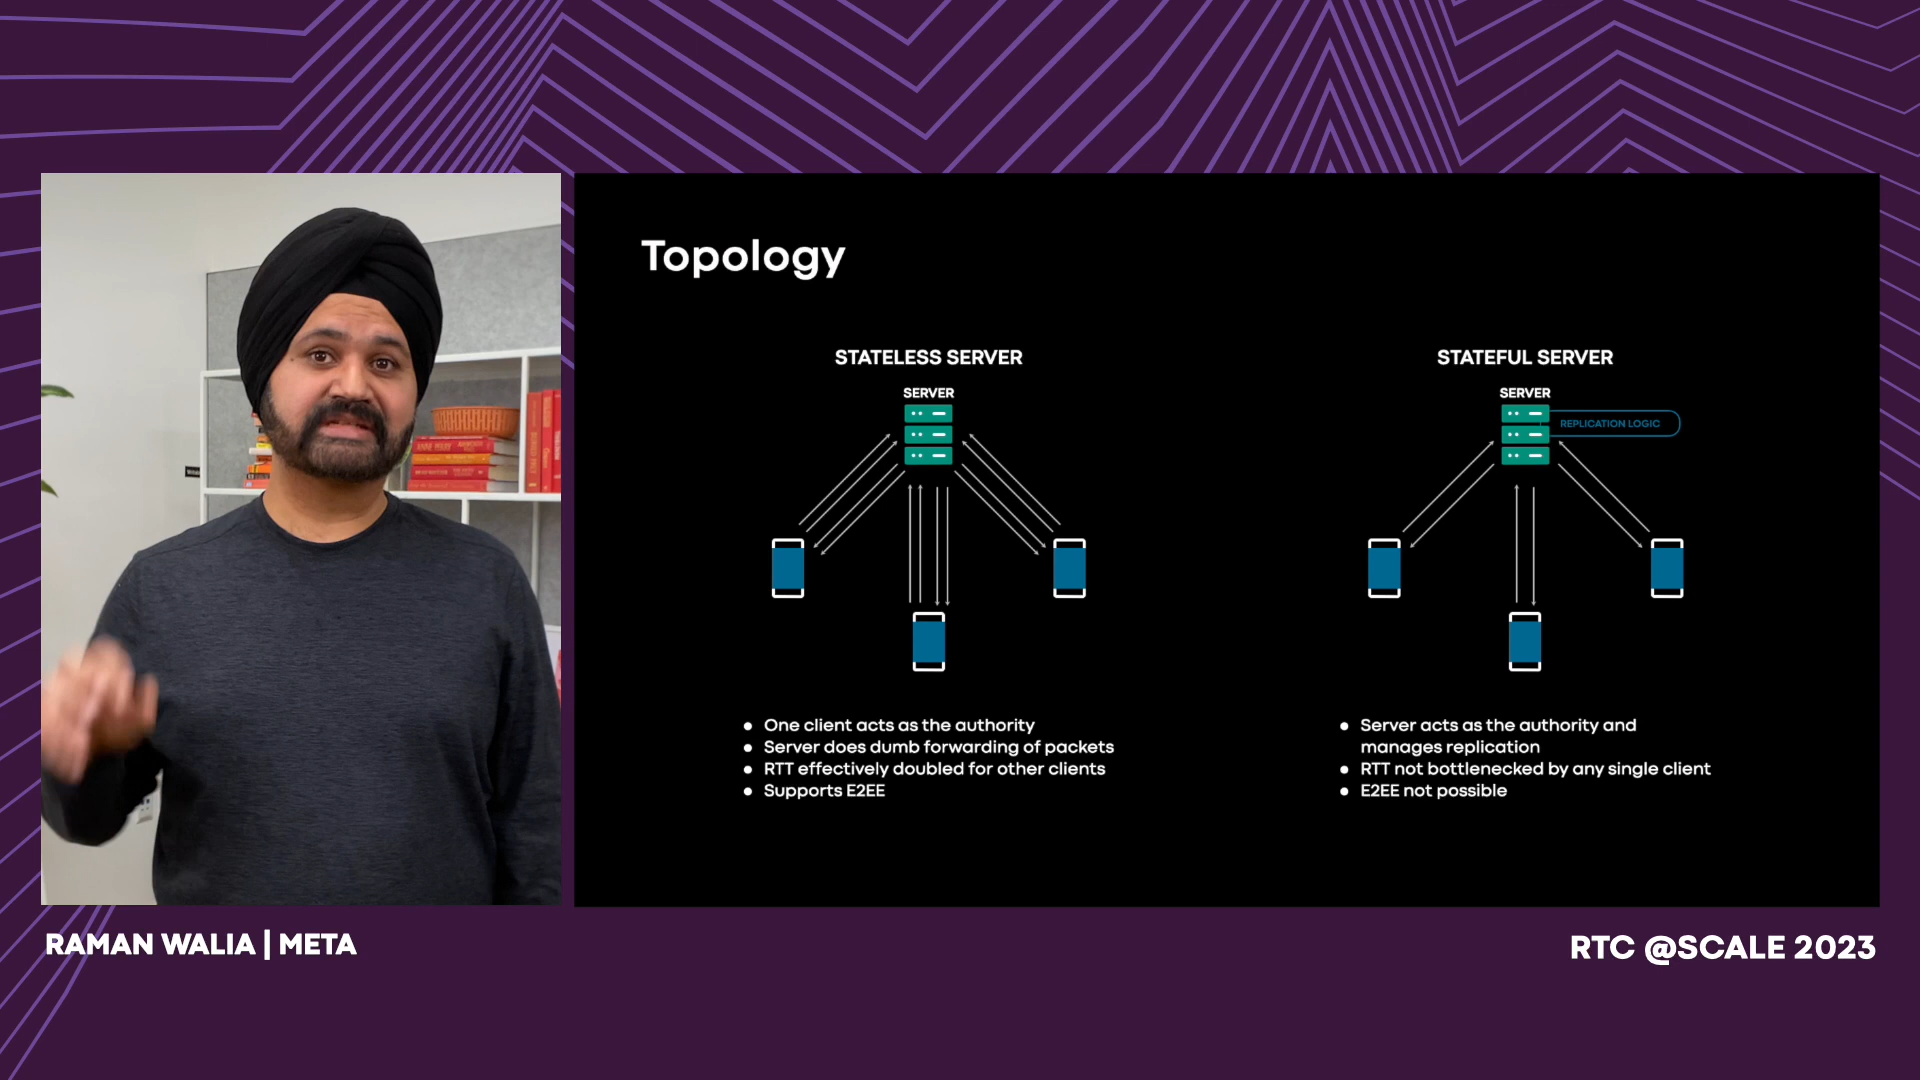 Topology
STATELESS SERVER
SERVER
One client acts as the authority
Server does dumb forwarding of packets
RTT effectively doubled for other clients
Supports E2EE
STATEFUL SERVER
SERVER
REPLICATION LOGIC
Server acts as the authority and
manages replication
RTT not bottlenecked by any single client
E2EE not possible
RAMAN WALIA | META
RTC @SCALE 2023